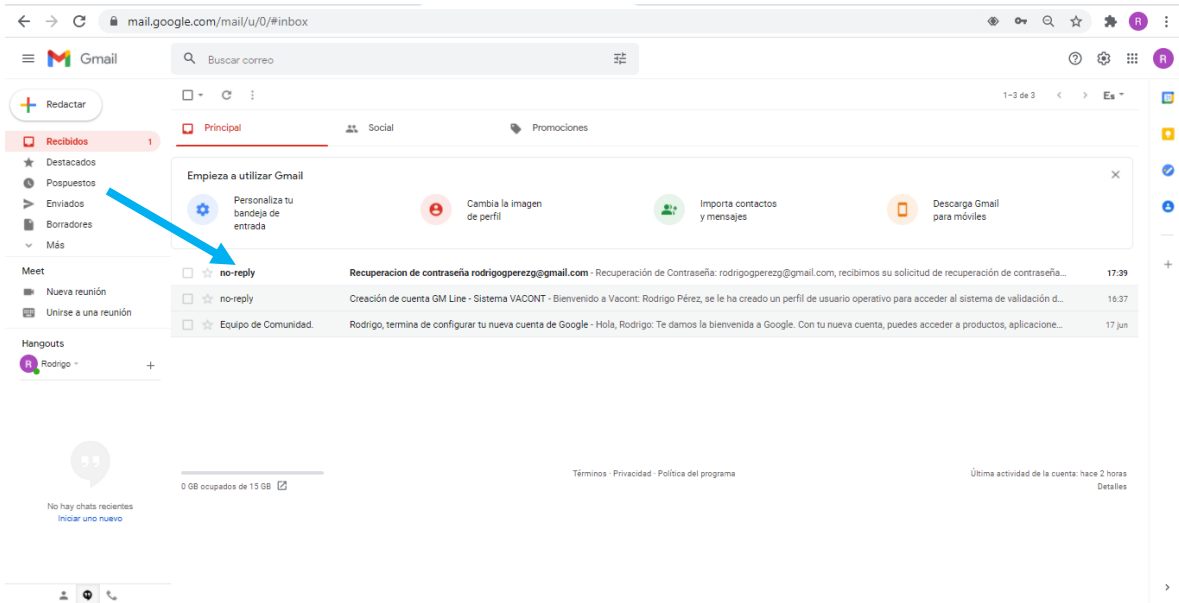 mail.google.com/mail/u/0/#inbox
R
Gmail
Buscar correo
R
Redactar
1–3 de 3
Es
Principal
Social
Promociones
Recibidos 1
Destacados
Pospuestos
Enviados
Borradores
Más
Empieza a utilizar Gmail
Personaliza tu
bandeja de
entrada
Cambia la imagen
de perfil
Importa contactos
y mensajes
Descarga Gmail
para móviles
no-reply Recuperacion de contraseña rodrigogperezg@gmail.com - Recuperación de Contraseña: rodrigogperezg@gmail.com, recibimos su solicitud de recuperación de contraseña... 17:39
no-reply Creación de cuenta GM Line - Sistema VACONT - Bienvenido a Vacont: Rodrigo Pérez, se le ha creado un perfil de usuario operativo para acceder al sistema de validación d... 16:37
Equipo de Comunidad. Rodrigo, termina de configurar tu nueva cuenta de Google - Hola, Rodrigo: Te damos la bienvenida a Google. Con tu nueva cuenta, puedes acceder a productos, aplicacione... 17 jun
Meet
Nueva reunión
Unirse a una reunión
Hangouts
R Rodrigo
No hay chats recientes
Iniciar uno nuevo
0 GB ocupados de 15 GB
Términos · Privacidad · Política del programa
Última actividad de la cuenta: hace 2 horas
Detalles